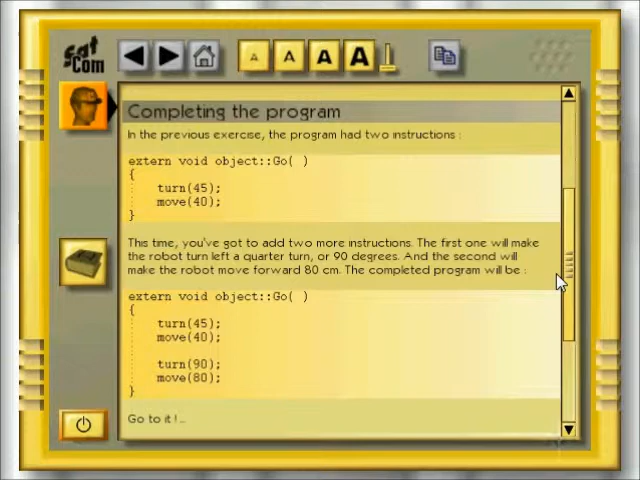 sat
Com
A A A A
Completing the program
In the previous exercise, the program had two instructions :
extern void object::Go( )
{
turn(45);
move(40);
}
This time, you've got to add two more instructions. The first one will make
the robot turn left a quarter turn, or 90 degrees. And the second will
make the robot move forward 80 cm. The completed program will be :
extern void object::Go( )
{
turn(45);
move(40);
turn(90);
move(80);
}
Go to it !...